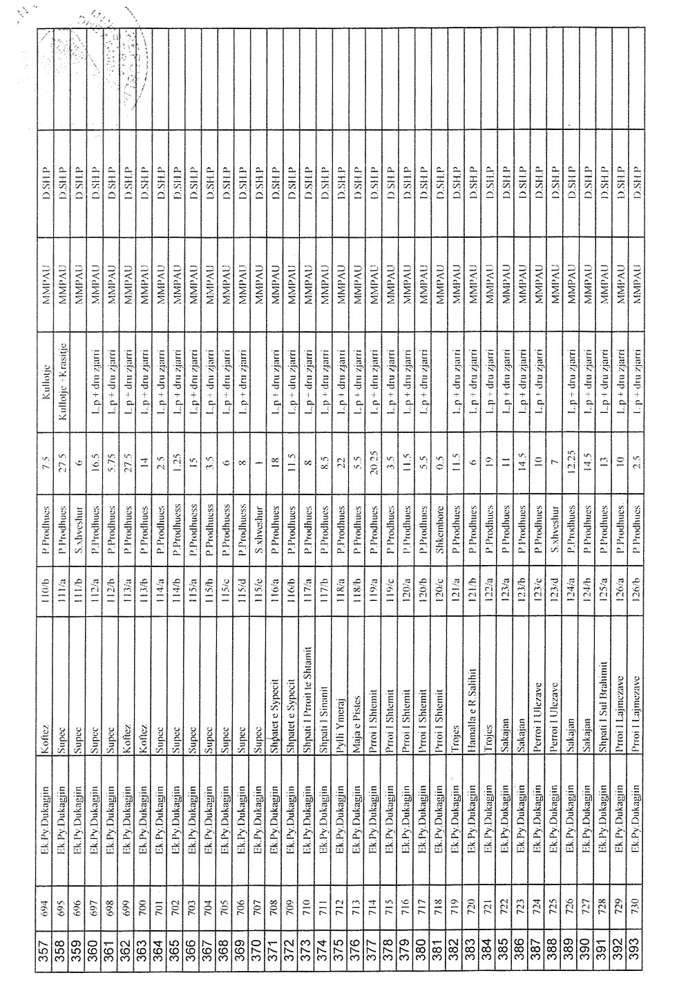 357 694 Ek.Py.Dukagjin Koftez 110/b P.Prodhues 7.5 Kullotje MMPAU D.SH.P
358 695 Ek.Py.Dukagjin Supec 111/a P.Prodhues 27.5 Kullotje +Krasitje MMPAU D.SH.P
359 696 Ek.Py.Dukagjin Supec 111/b S.xhveshur 6 MMPAU D.SH.P
360 697 Ek.Py.Dukagjin Supec 112/a P.Prodhues 16.5 L.p + dru zjarri MMPAU D.SH.P
361 698 Ek.Py.Dukagjin Supec 112/b P.Prodhues 5.75 L.p + dru zjarri MMPAU D.SH.P
362 699 Ek.Py.Dukagjin Koftez 113/a P.Prodhues 27.5 L.p + dru zjarri MMPAU D.SH.P
363 700 Ek.Py.Dukagjin Koftez 113/b P.Prodhues 14 L.p + dru zjarri MMPAU D.SH.P
364 701 Ek.Py.Dukagjin Supec 114/a P.Prodhues 2.5 L.p + dru zjarri MMPAU D.SH.P
365 702 Ek.Py.Dukagjin Supec 114/b P.Prodhuess 1.25 L.p + dru zjarri MMPAU D.SH.P
366 703 Ek.Py.Dukagjin Supec 115/a P.Prodhuess 15 L.p + dru zjarri MMPAU D.SH.P
367 704 Ek.Py.Dukagjin Supec 115/b P.Prodhuess 3.5 L.p + dru zjarri MMPAU D.SH.P
368 705 Ek.Py.Dukagjin Supec 115/c P.Prodhuess 6 L.p + dru zjarri MMPAU D.SH.P
369 706 Ek.Py.Dukagjin Supec 115/d P.Prodhuess 8 L.p + dru zjarri MMPAU D.SH.P
370 707 Ek.Py.Dukagjin Supec 115/e S.xhveshur 1 MMPAU D.SH.P
371 708 Ek.Py.Dukagjin Shpatet e Sypecit 116/a P.Prodhues 18 L.p + dru zjarri MMPAU D.SH.P
372 709 Ek.Py.Dukagjin Shpatet e Sypecit 116/b P.Prodhues 11.5 L.p + dru zjarri MMPAU D.SH.P
373 710 Ek.Py.Dukagjin Shpati I Prroit te Shtamit 117/a P.Prodhues 8 L.p + dru zjarri MMPAU D.SH.P
374 711 Ek.Py.Dukagjin Shpati I Sinanit 117/b P.Prodhues 8.5 L.p + dru zjarri MMPAU D.SH.P
375 712 Ek.Py.Dukagjin Pylli Ymeraj 118/a P.Prodhues 22 L.p + dru zjarri MMPAU D.SH.P
376 713 Ek.Py.Dukagjin Maja e Pistes 118/b P.Prodhues 5.5 L.p + dru zjarri MMPAU D.SH.P
377 714 Ek.Py.Dukagjin Prroi I Shtemit 119/a P.Prodhues 20.25 L.p + dru zjarri MMPAU D.SH.P
378 715 Ek.Py.Dukagjin Prroi I Shtemit 119/c P.Prodhues 3.5 L.p + dru zjarri MMPAU D.SH.P
379 716 Ek.Py.Dukagjin Prroi I Shtemit 120/a P.Prodhues 11.5 L.p + dru zjarri MMPAU D.SH.P
380 717 Ek.Py.Dukagjin Prroi I Shtemit 120/b P.Prodhues 5.5 L.p + dru zjarri MMPAU D.SH.P
381 718 Ek.Py.Dukagjin Prroi I Shtemit 120/c Shkembore 0.5 MMPAU D.SH.P
382 719 Ek.Py.Dukagjin Trojes 121/a P.Prodhues 11.5 L.p + dru zjarri MMPAU D.SH.P
383 720 Ek.Py.Dukagjin Hamalla e R.Salihit 121/b P.Prodhues 6 L.p + dru zjarri MMPAU D.SH.P
384 721 Ek.Py.Dukagjin Trojes 122/a P.Prodhues 19 L.p + dru zjarri MMPAU D.SH.P
385 722 Ek.Py.Dukagjin Sakajan 123/a P.Prodhues 11 L.p + dru zjarri MMPAU D.SH.P
386 723 Ek.Py.Dukagjin Sakajan 123/b P.Prodhues 14.5 L.p + dru zjarri MMPAU D.SH.P
387 724 Ek.Py.Dukagjin Perroi I Ulezave 123/c P.Prodhues 10 L.p + dru zjarri MMPAU D.SH.P
388 725 Ek.Py.Dukagjin Perroi I Ulezave 123/d S.xhveshur 7 MMPAU D.SH.P
389 726 Ek.Py.Dukagjin Sakajan 124/a P.Prodhues 12.25 L.p + dru zjarri MMPAU D.SH.P
390 727 Ek.Py.Dukagjin Sakajan 124/b P.Prodhues 14.5 L.p + dru zjarri MMPAU D.SH.P
391 728 Ek.Py.Dukagjin Shpati I Sul Brahimit 125/a P.Prodhues 13 L.p + dru zjarri MMPAU D.SH.P
392 729 Ek.Py.Dukagjin Prroi I Lajmezave 126/a P.Prodhues 10 L.p + dru zjarri MMPAU D.SH.P
393 730 Ek.Py.Dukagjin Prroi I Lajmezave 126/b P.Prodhues 2.5 L.p + dru zjarri MMPAU D.SH.P